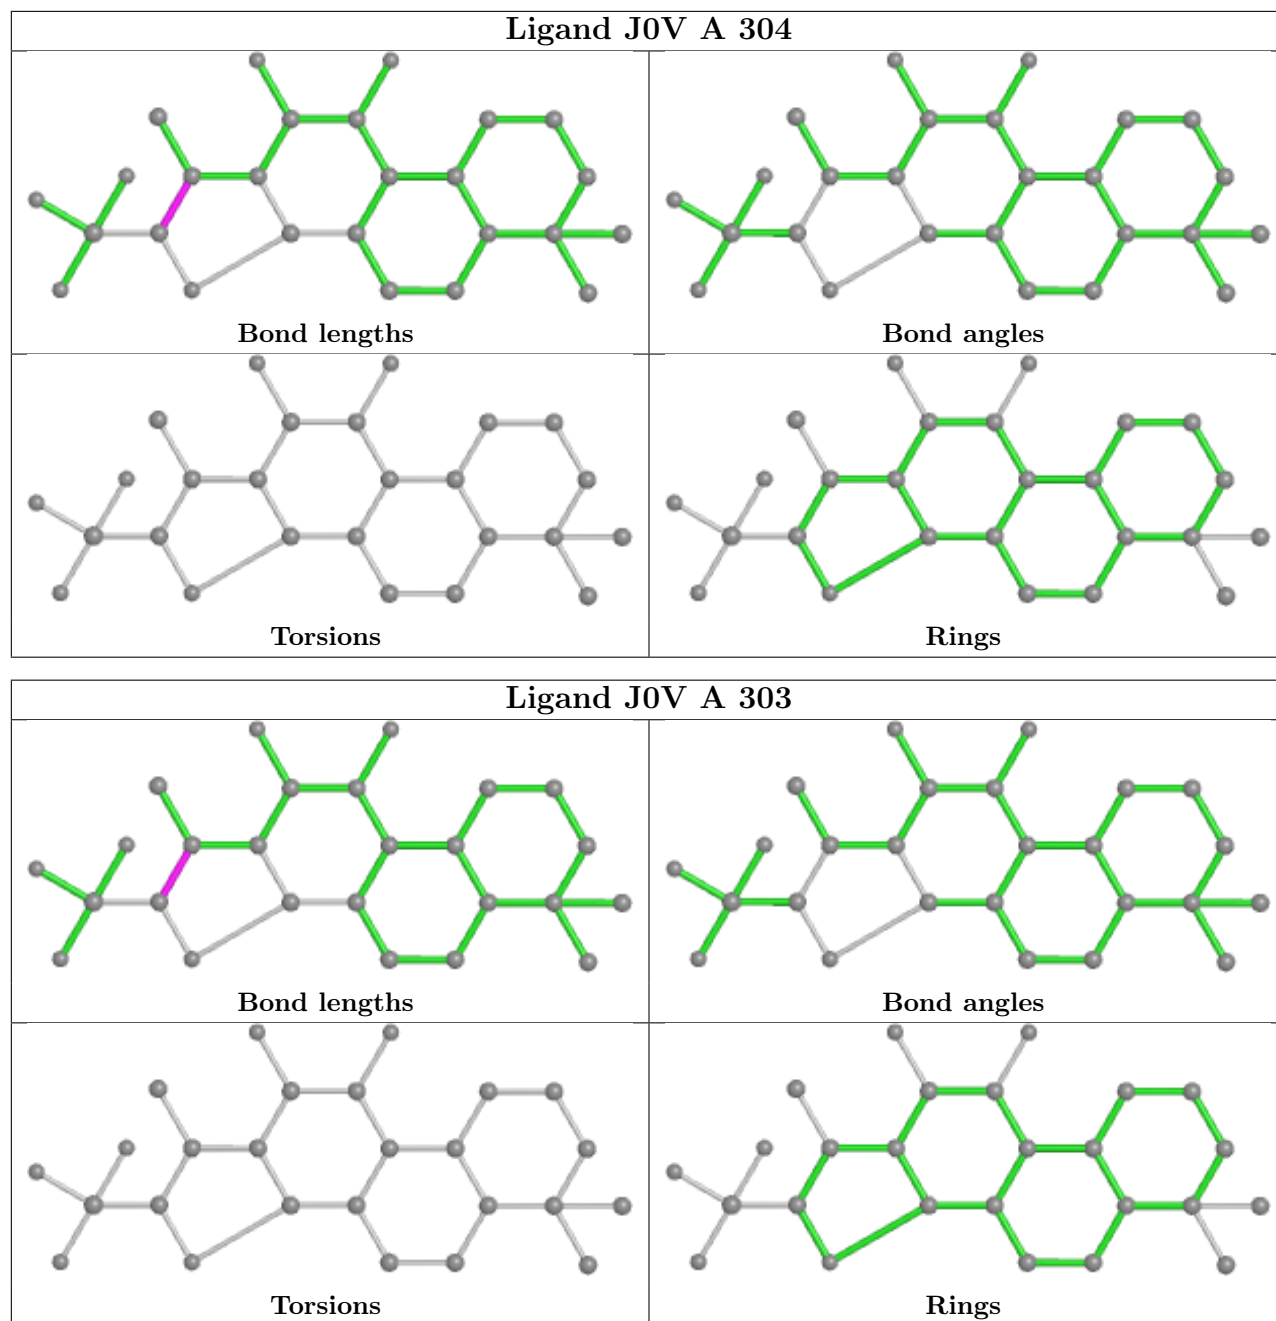 Ligand J0V A 304
Bond lengths
Bond angles
Torsions
Rings
Ligand J0V A 303
Bond lengths
Bond angles
Torsions
Rings